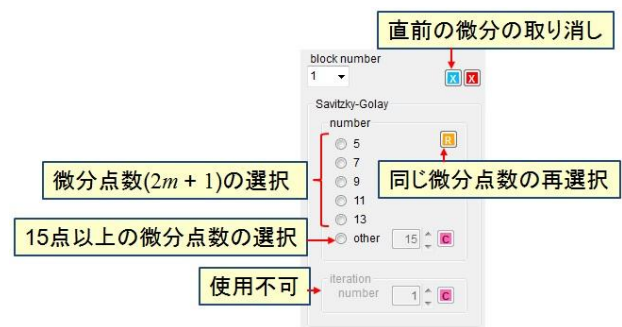 直前の微分の取り消し
block number
1
X X
Savitzky-Golay
number
5
R
7
9
11
13
微分点数(2m + 1)の選択
同じ微分点数の再選択
15点以上の微分点数の選択
other 15 C
使用不可
iteration
number 1 C